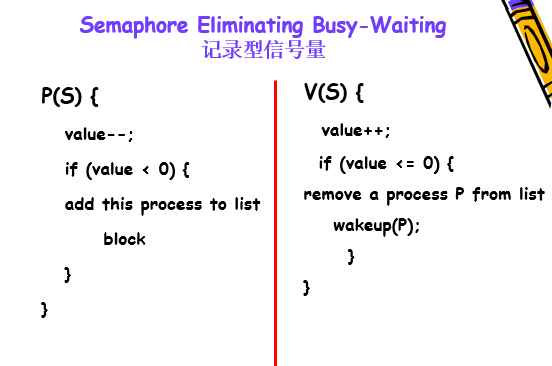 Semaphore Eliminating Busy-Waiting
记录型信号量
P(S) {
value--;
if (value < 0) {
add this process to list
block
}
}
V(S) {
value++;
if (value <= 0) {
remove a process P from list
wakeup(P);
}
}